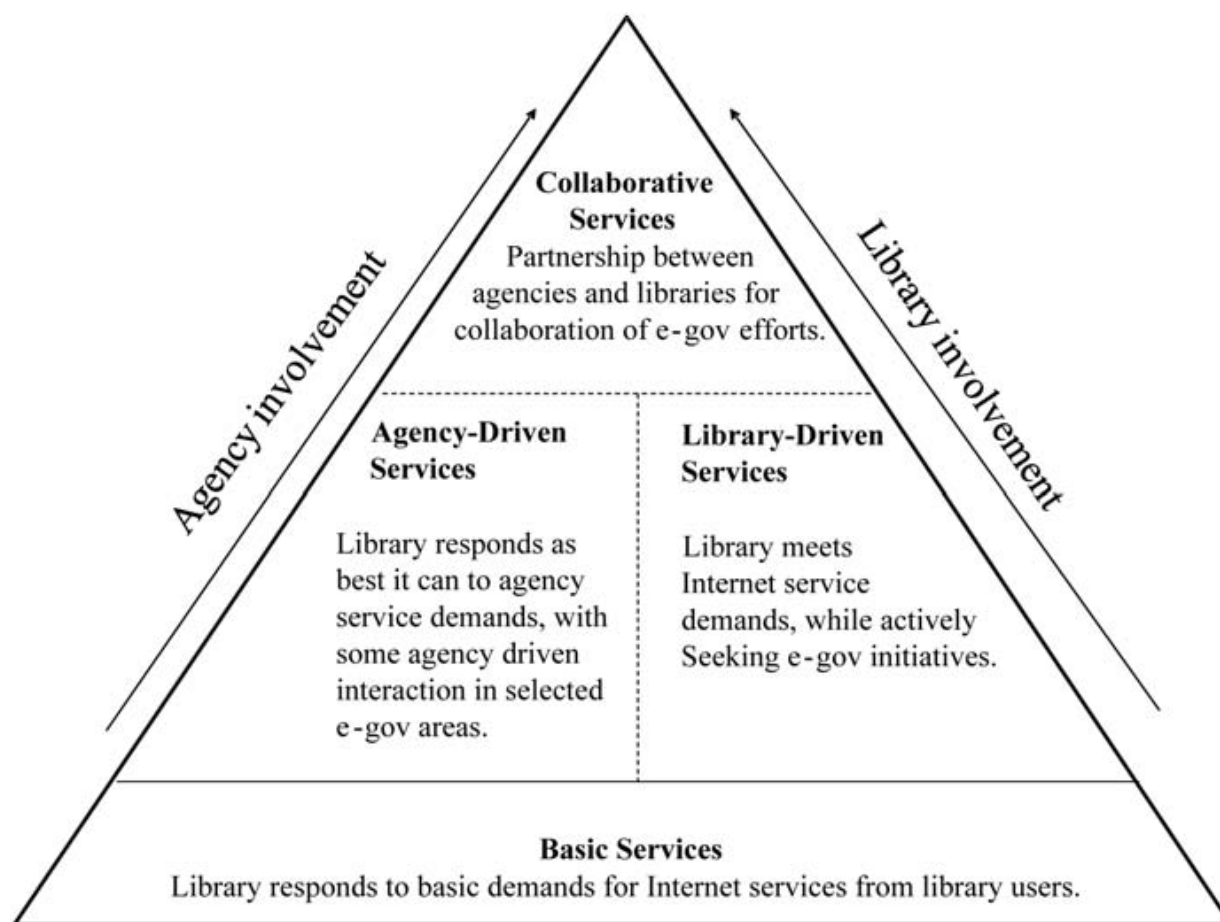 Collaborative
Services
Partnership between
agencies and libraries for
collaboration of e-gov efforts.
Agency involvement
Library involvement
Agency-Driven
Services
Library responds as
best it can to agency
service demands, with
some agency driven
interaction in selected
e-gov areas.
Library-Driven
Services
Library meets
Internet service
demands, while actively
Seeking e-gov initiatives.
Basic Services
Library responds to basic demands for Internet services from library users.